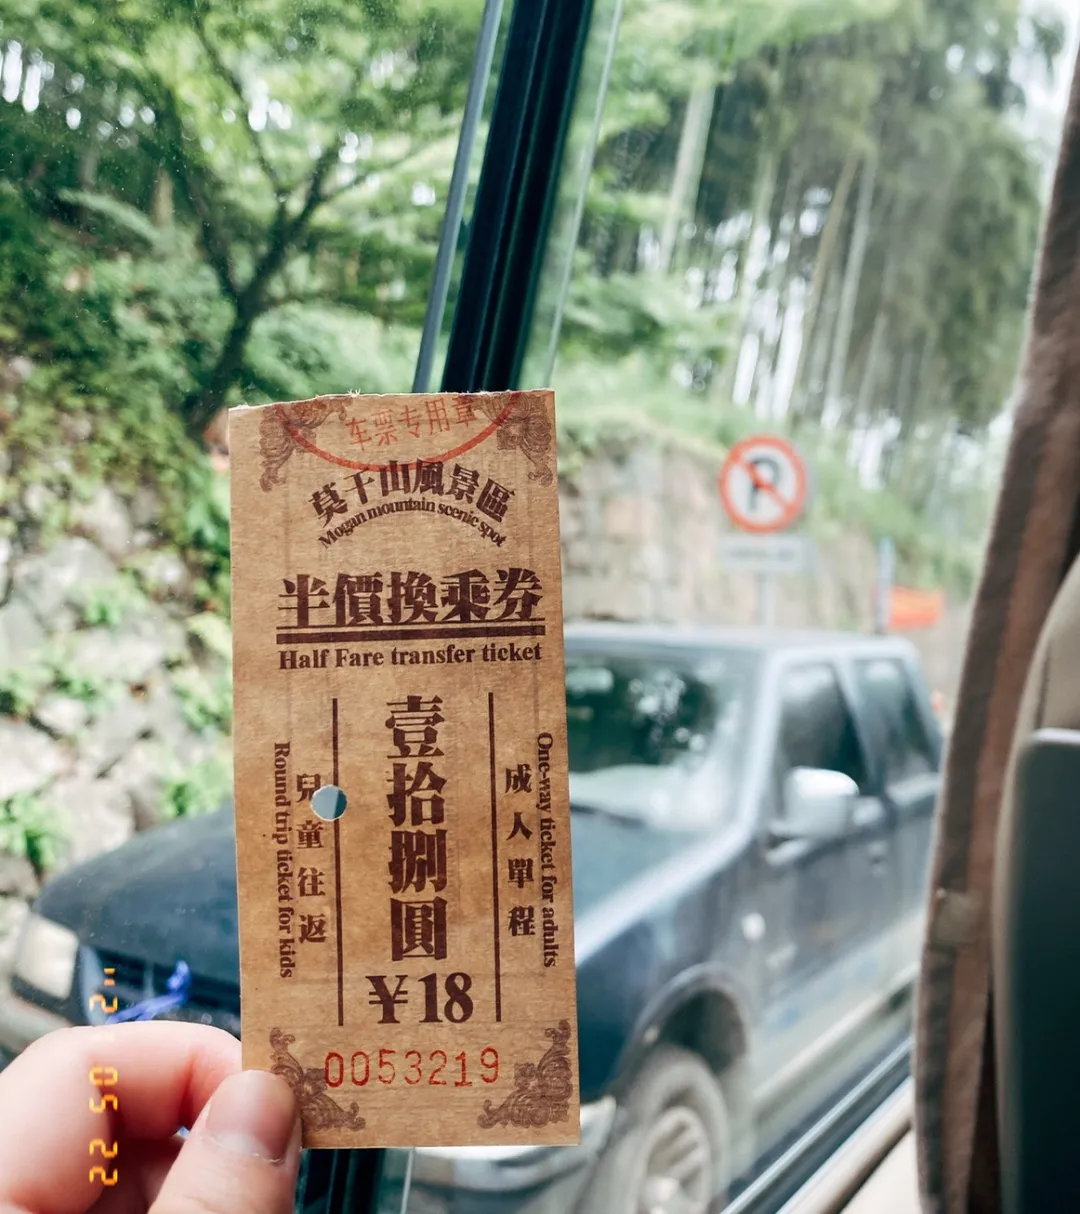 车票专用章
莫干山風景區
Mogan mountain scenic spot
半價換乘券
Half Fare transfer ticket
壹拾捌圓
¥18
成人單程
One-way ticket for adults
兒童往返
Round trip ticket for kids
0053219
P